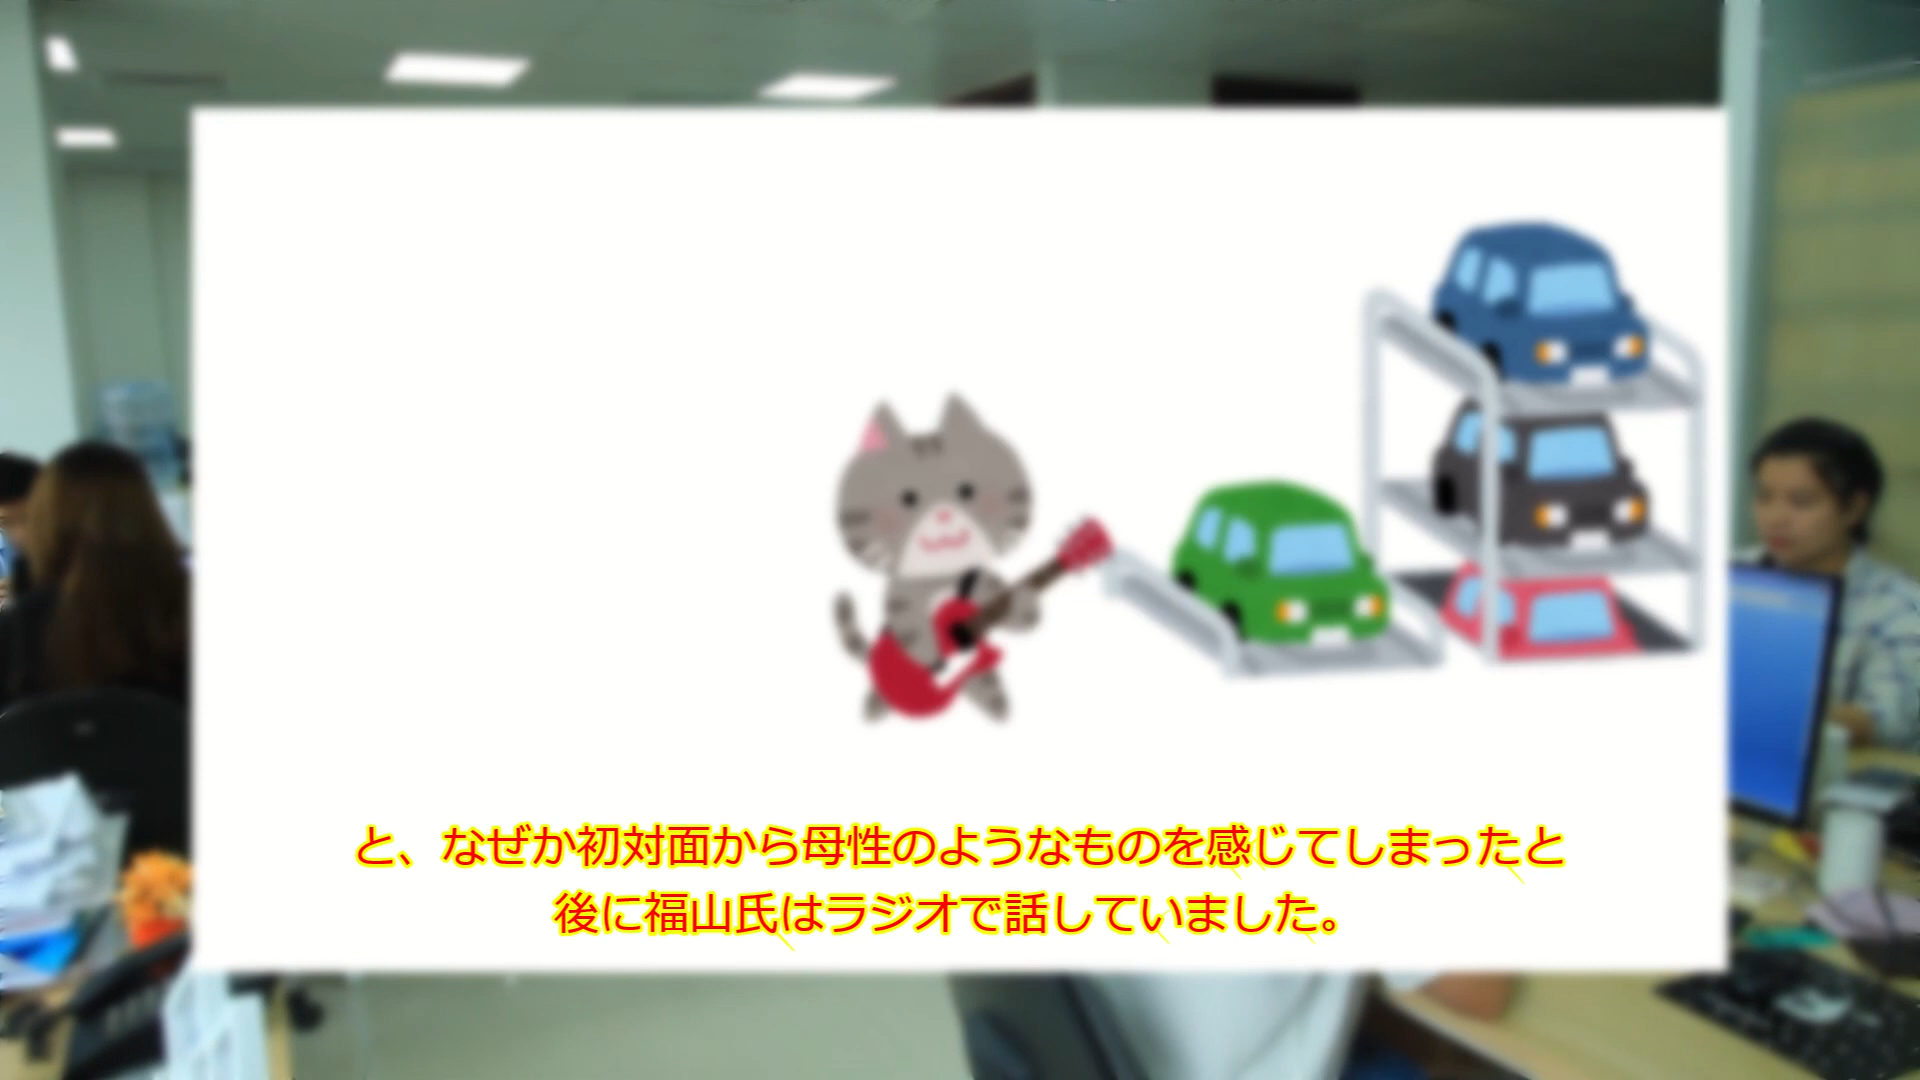 と、なぜか初対面から母性のようなものを感じてしまったと
後に福山氏はラジオで話していました。